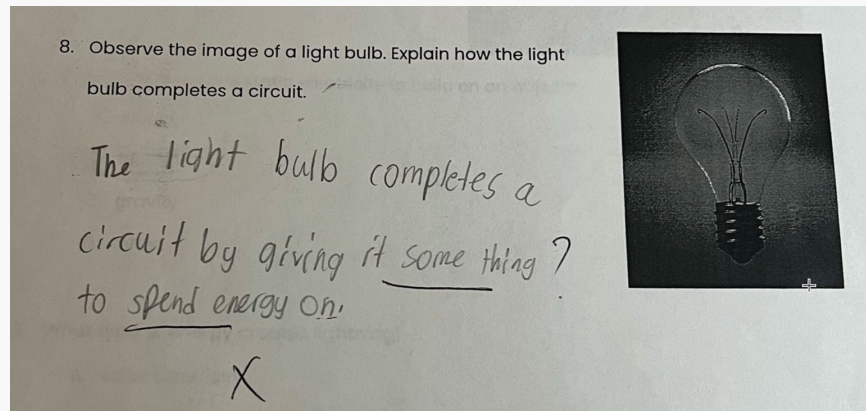 8. Observe the image of a light bulb. Explain how the light
bulb completes a circuit.
The light bulb completes a
circuit by giving it some thing ?
to spend energy on.
X